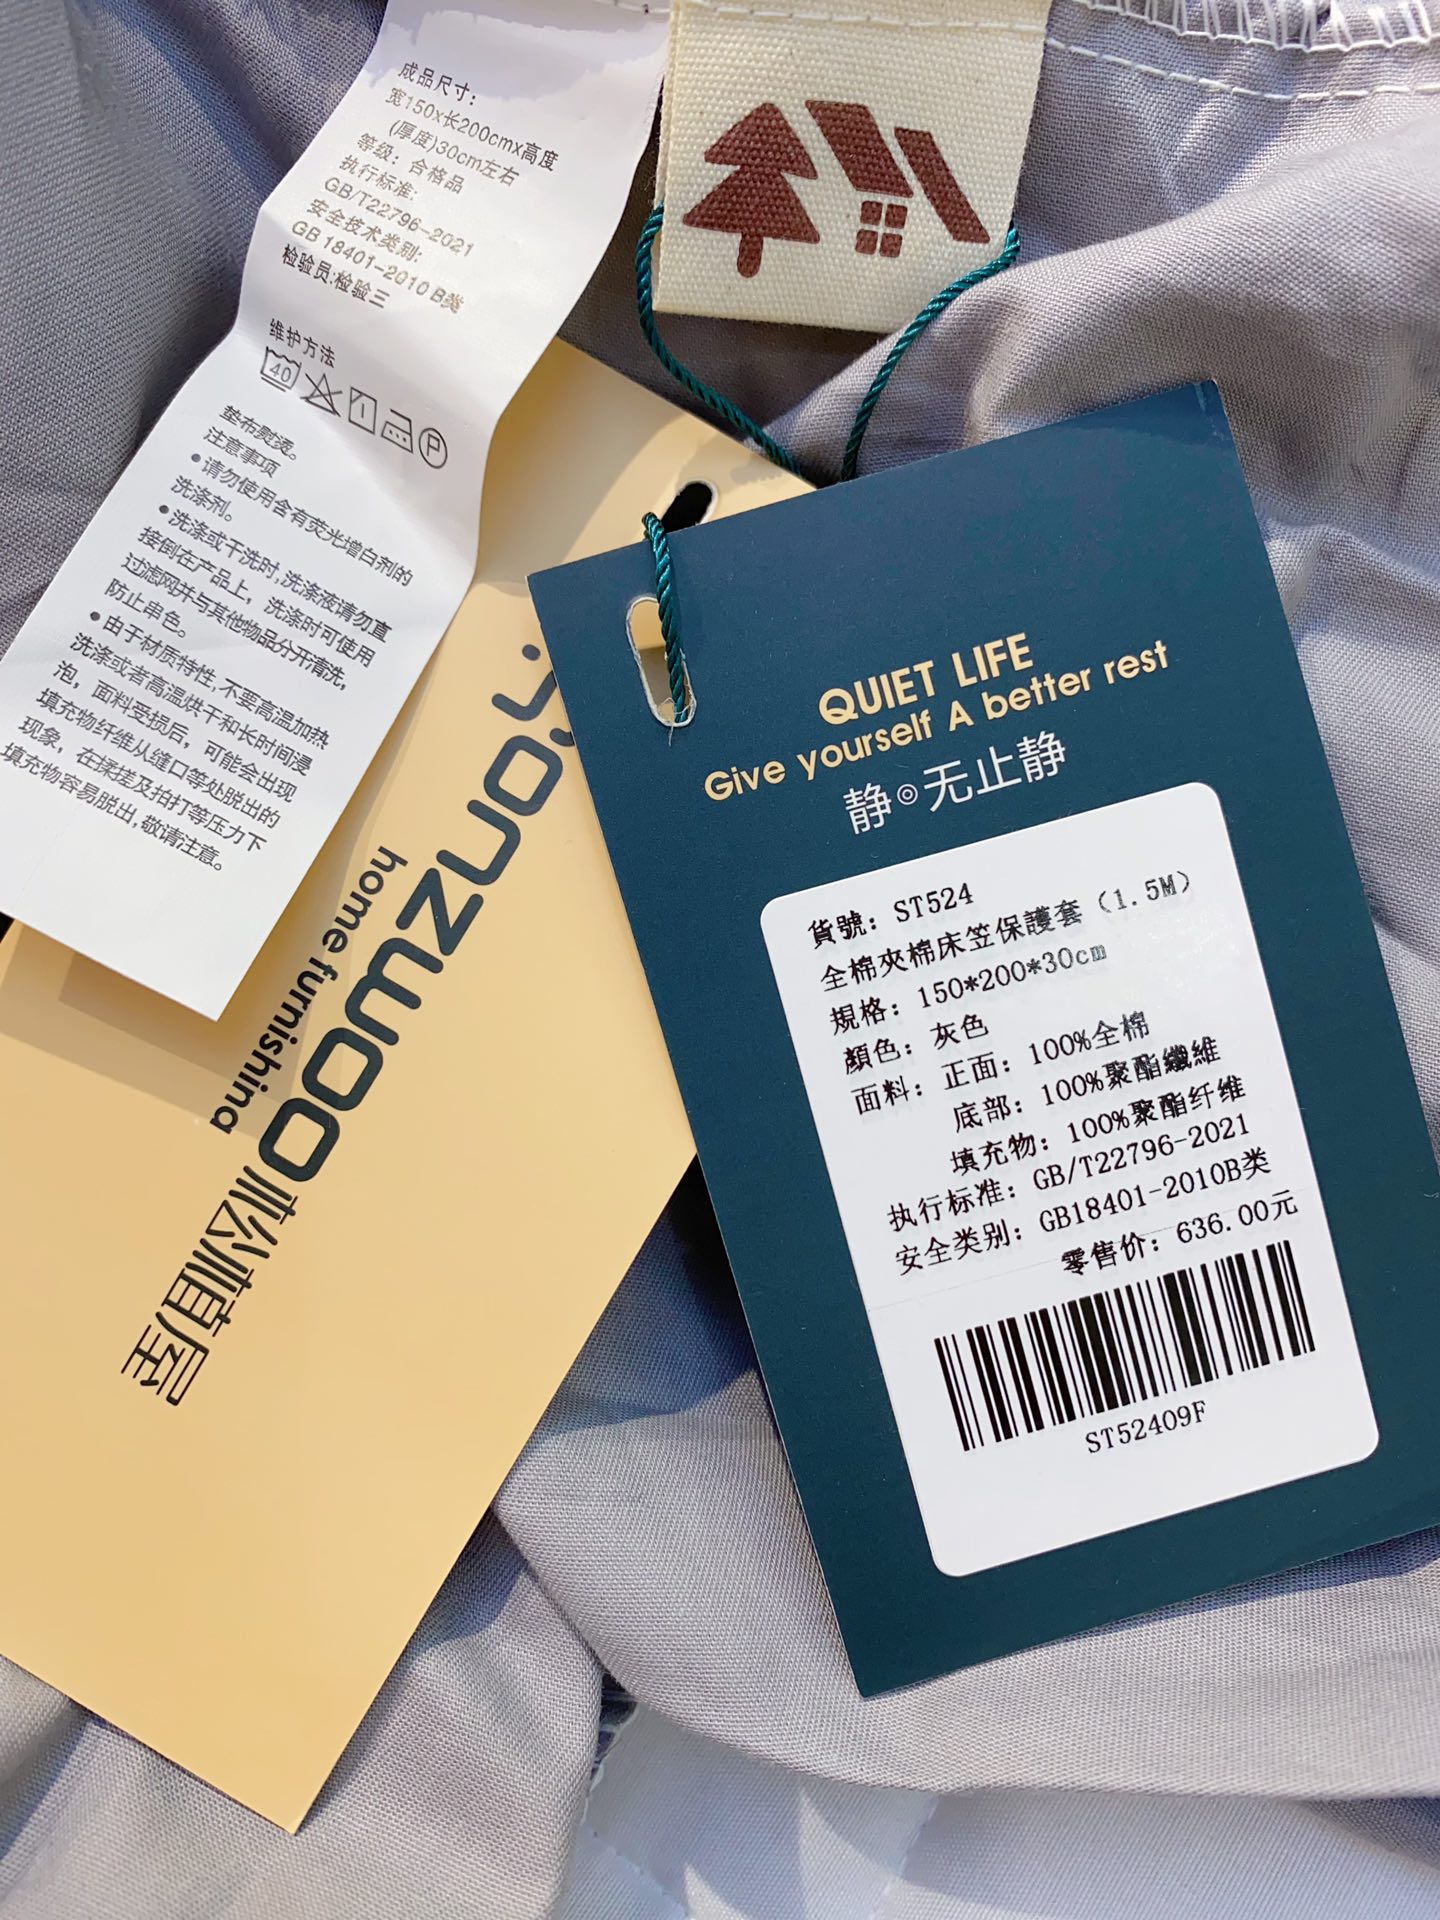 成品尺寸：
宽150x长200cmx高度
(厚度)30cm左右
等级：合格品
执行标准:
GB/T22796-2021
安全技术类别:
GB 18401-2010 B类
检验员:检验三
维护方法
40
P
垫布熨烫。
注意事项
•请勿使用含有荧光增白剂的
洗涤剂。
•洗涤或干洗时,洗涤液请勿直
接倒在产品上，洗涤时可使用
过滤网并与其他物品分开清洗,
防止串色。
•由于材质特性,不要高温加热
洗涤或者高温烘干和长时间浸
泡，面料受损后，可能会出现
填充物纤维从缝口等处脱出的
现象，在揉搓及拍打等压力下
填充物容易脱出,敬请注意。
onzwoo松植屋
home furnishing
QUIET LIFE
Give yourself A better rest
静◎无止静
貨號：ST524
全棉夾棉床笠保護套（1.5M）
規格：150*200*30cm
顏色：灰色
面料：正面：100%全棉
底部：100%聚酯纖維
填充物：100%聚酯纤维
执行标准：GB/T22796-2021
安全类别：GB18401-2010B类
零售价：636.00元
ST52409F